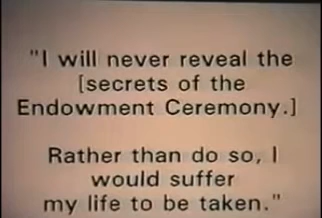 "I will never reveal the
[secrets of the
Endowment Ceremony.]
Rather than do so, I
would suffer
my life to be taken."